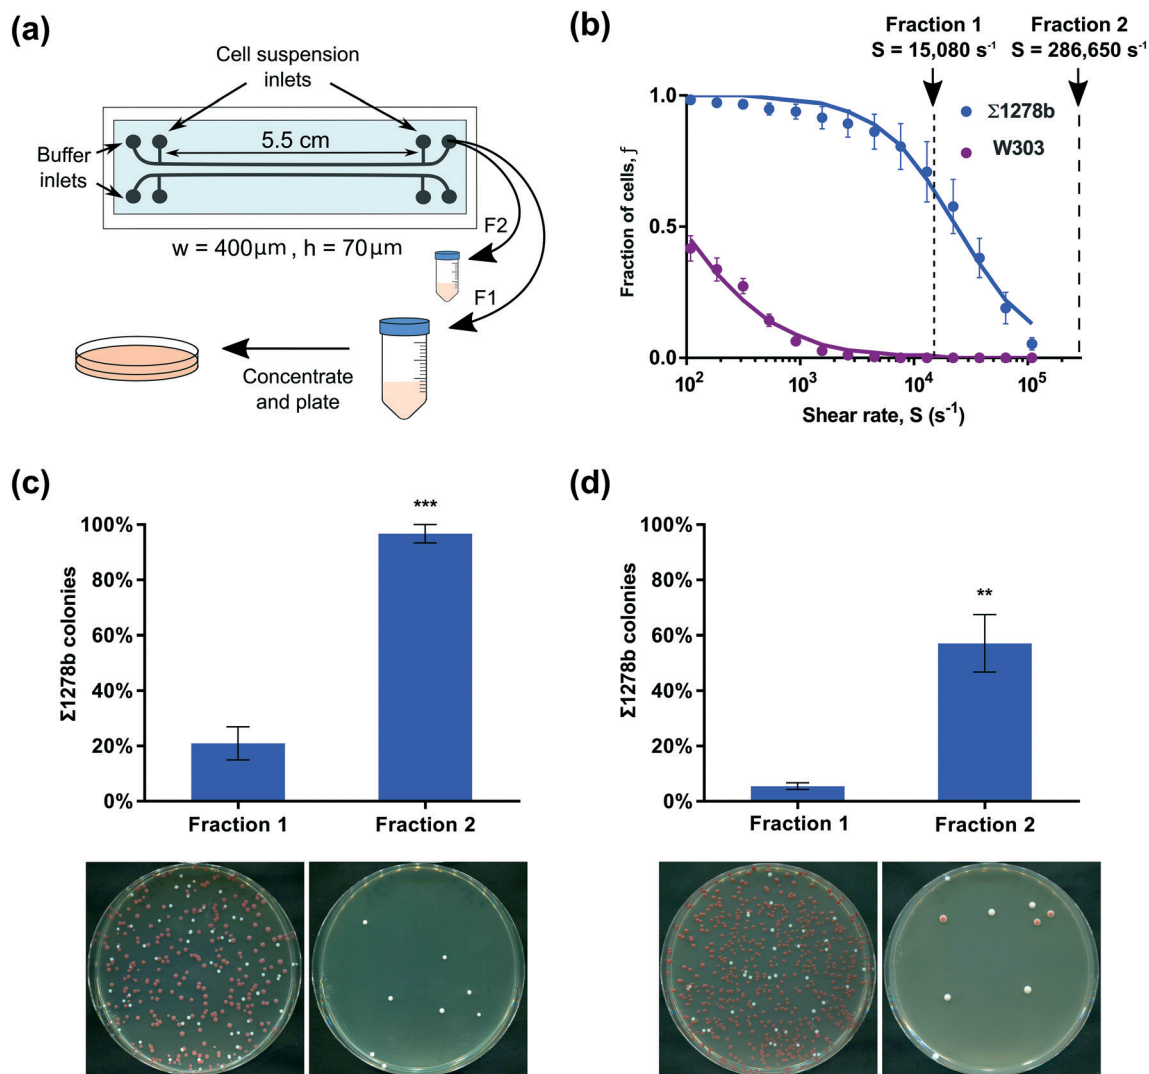 (a)
Cell suspension
inlets
5.5 cm
Buffer
inlets
w = 400μm , h = 70μm
F2
F1
Concentrate
and plate
(b)
Fraction 1
S = 15,080 s⁻¹
Fraction 2
S = 286,650 s⁻¹
Σ1278b
W303
Fraction of cells, ƒ
1.0
0.5
0.0
10² 10³ 10⁴ 10⁵
Shear rate, S (s⁻¹)
(c)
***
Σ1278b colonies
100%
80%
60%
40%
20%
0%
Fraction 1 Fraction 2
(d)
**
Σ1278b colonies
100%
80%
60%
40%
20%
0%
Fraction 1 Fraction 2